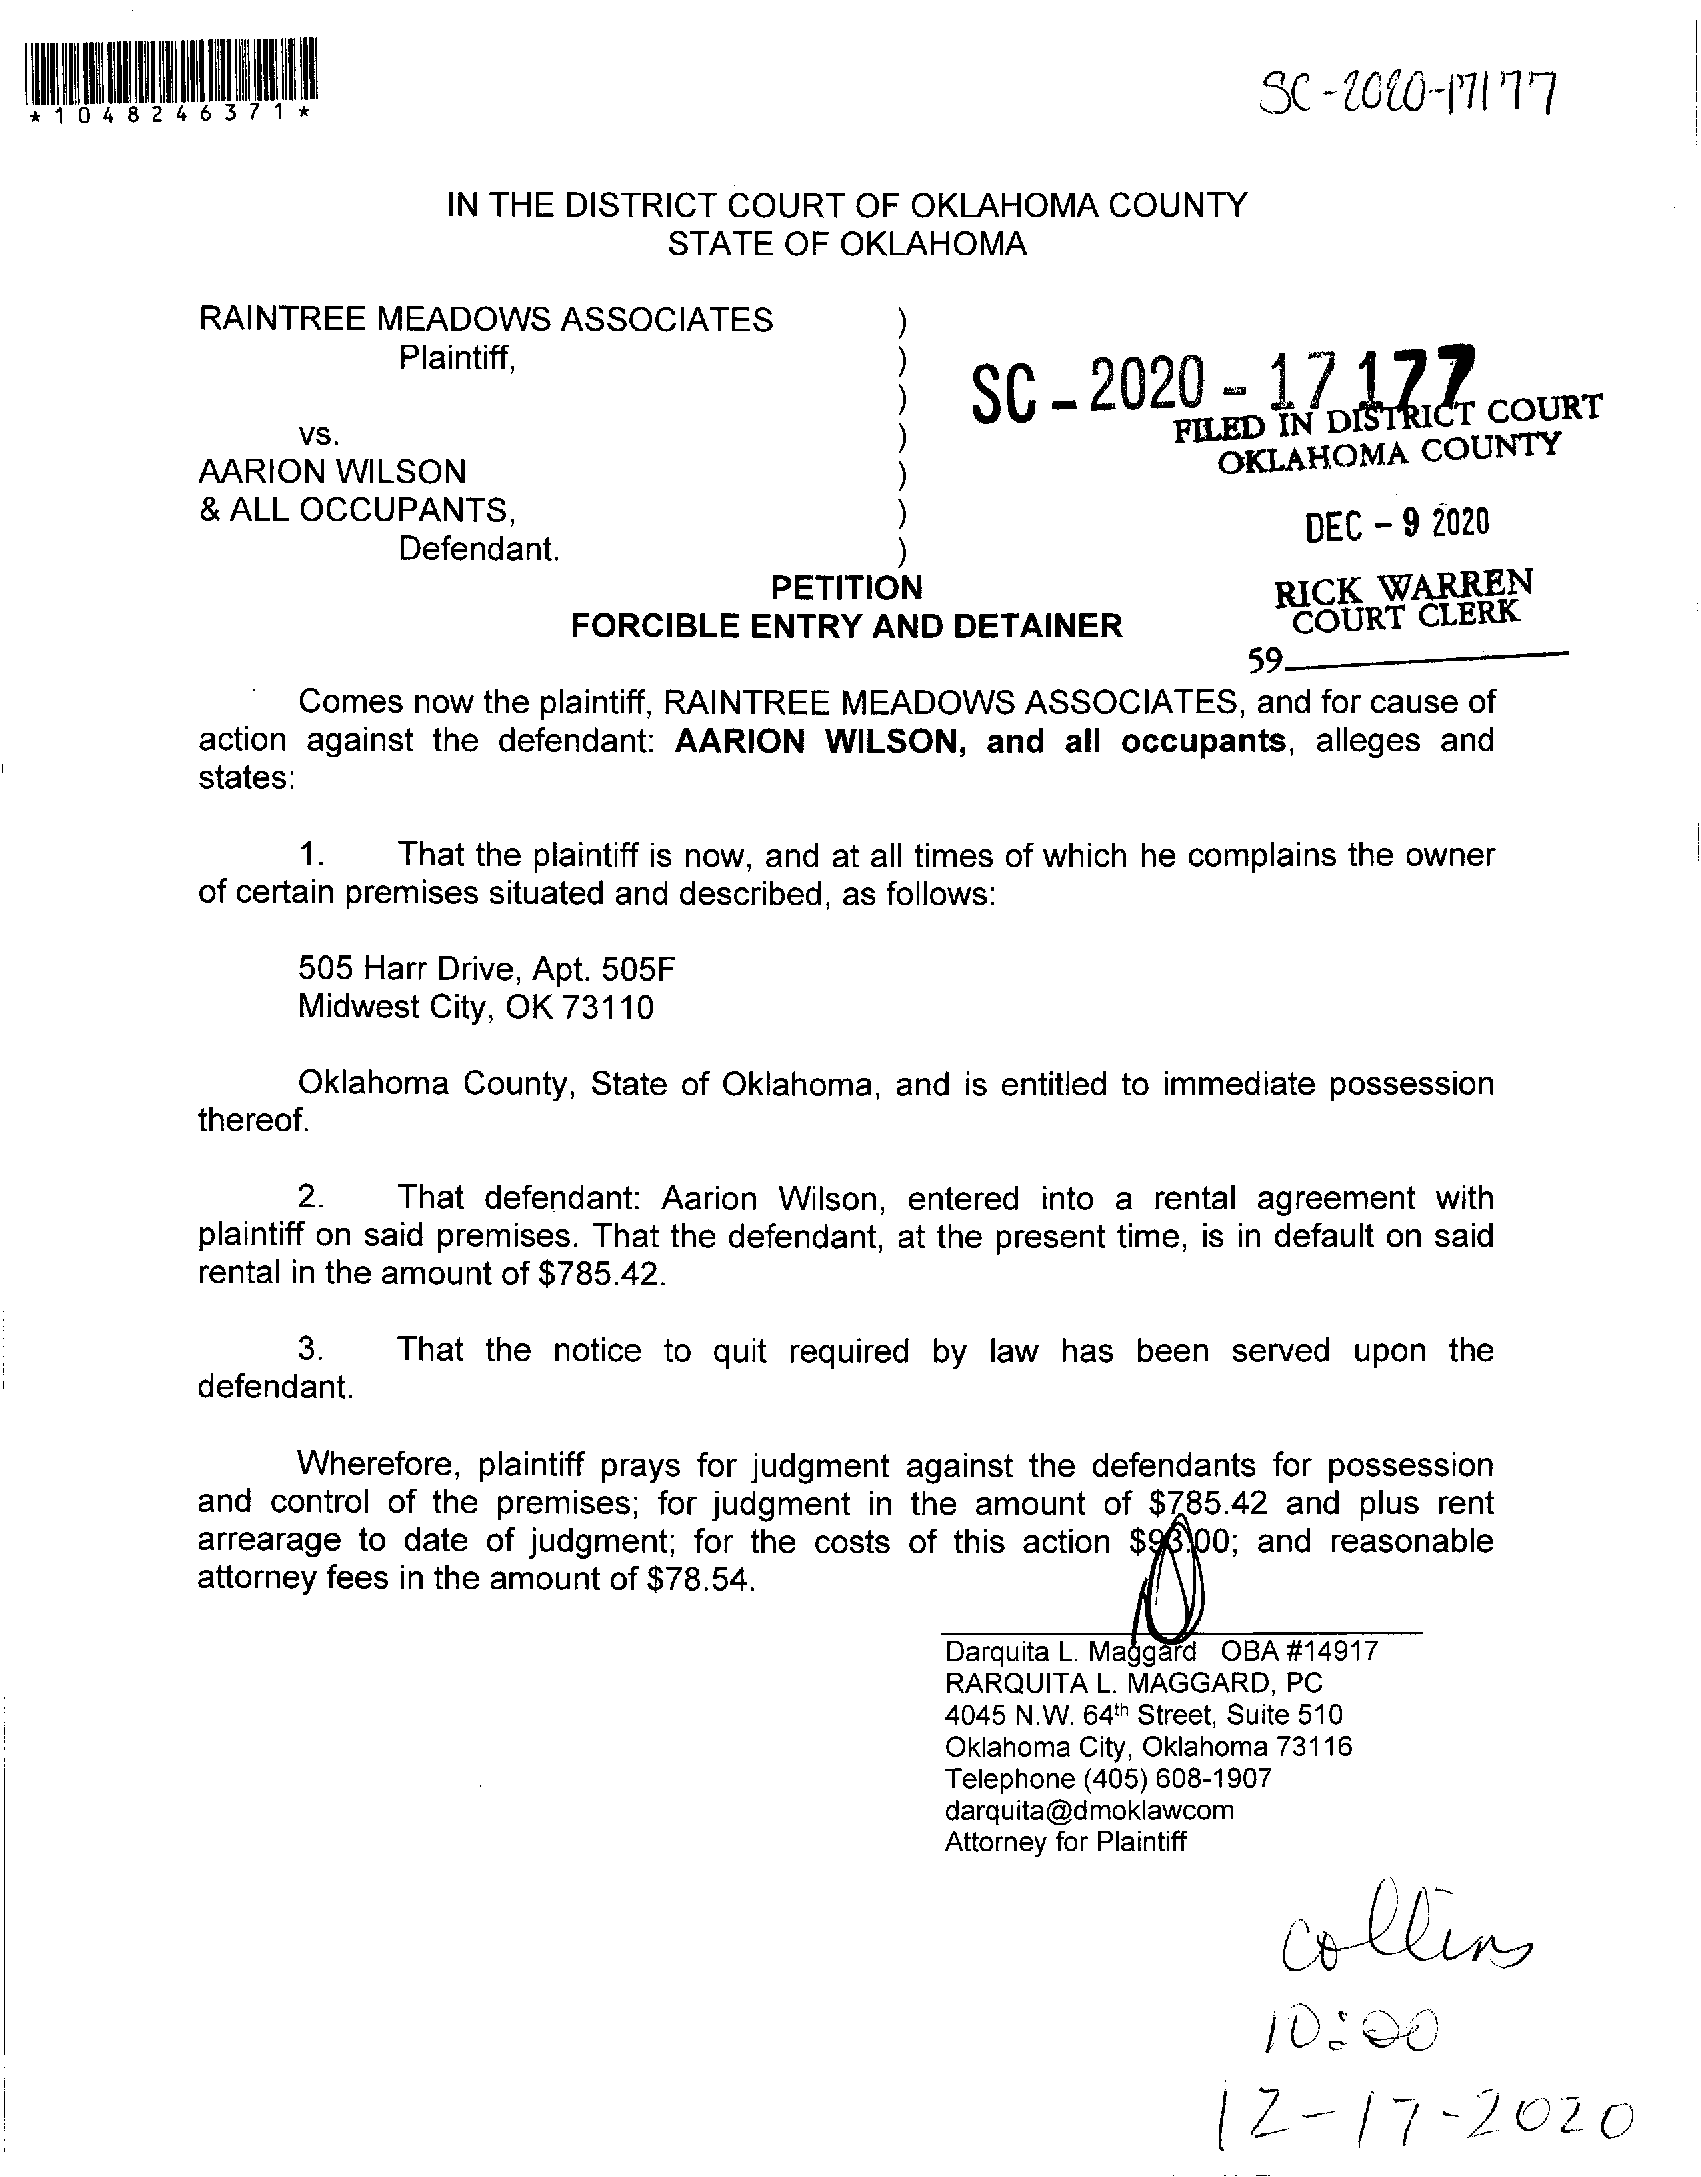 *1048246371*
SC-2020-17177
IN THE DISTRICT COURT OF OKLAHOMA COUNTY
STATE OF OKLAHOMA
RAINTREE MEADOWS ASSOCIATES )
Plaintiff, )
)
vs. )
AARION WILSON )
& ALL OCCUPANTS, )
Defendant. )
SC - 2020 - 17177
FILED IN DISTRICT COURT
OKLAHOMA COUNTY
DEC - 9 2020
RICK WARREN
COURT CLERK
59
PETITION
FORCIBLE ENTRY AND DETAINER
Comes now the plaintiff, RAINTREE MEADOWS ASSOCIATES, and for cause of
action against the defendant: AARION WILSON, and all occupants, alleges and
states:
1. That the plaintiff is now, and at all times of which he complains the owner
of certain premises situated and described, as follows:
505 Harr Drive, Apt. 505F
Midwest City, OK 73110
Oklahoma County, State of Oklahoma, and is entitled to immediate possession
thereof.
2. That defendant: Aarion Wilson, entered into a rental agreement with
plaintiff on said premises. That the defendant, at the present time, is in default on said
rental in the amount of $785.42.
3. That the notice to quit required by law has been served upon the
defendant.
Wherefore, plaintiff prays for judgment against the defendants for possession
and control of the premises; for judgment in the amount of $785.42 and plus rent
arrearage to date of judgment; for the costs of this action $93.00; and reasonable
attorney fees in the amount of $78.54.
Darquita L. Maggard OBA #14917
RARQUITA L. MAGGARD, PC
4045 N.W. 64th Street, Suite 510
Oklahoma City, Oklahoma 73116
Telephone (405) 608-1907
darquita@dmoklawcom
Attorney for Plaintiff
Collins
10:00
12-17-2020